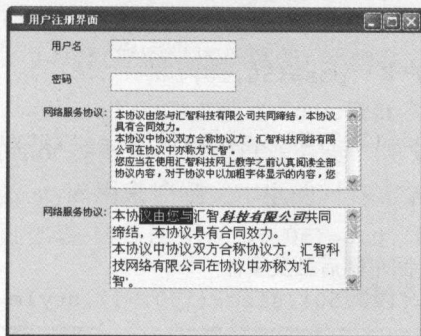 用户注册界面
用户名
密码
网络服务协议:
本协议由您与汇智科技有限公司共同缔结，本协议
具有合同效力。
本协议中协议双方合称协议方，汇智科技网络有限
公司在协议中亦称为“汇智”。
您应当在使用汇智科技网上教学之前认真阅读全部
协议内容，对于协议中以加粗字体显示的内容，您
网络服务协议:
本协议由您与汇智科技有限公司共同
缔结，本协议具有合同效力。
本协议中协议双方合称协议方，汇智科
技网络有限公司在协议中亦称为“汇
智”。